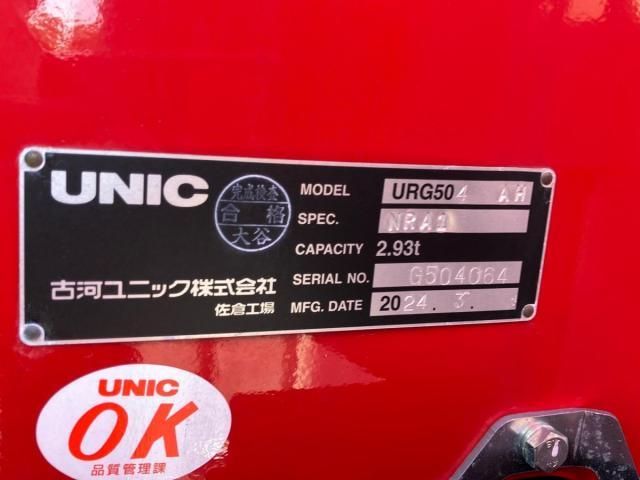 UNIC
完成検査
合格
大谷
MODEL URG504 AH
SPEC. NRA1
CAPACITY 2.93t
SERIAL NO. G504064
MFG. DATE 2024. 3.
古河ユニック株式会社
佐倉工場
UNIC
OK
品質管理課